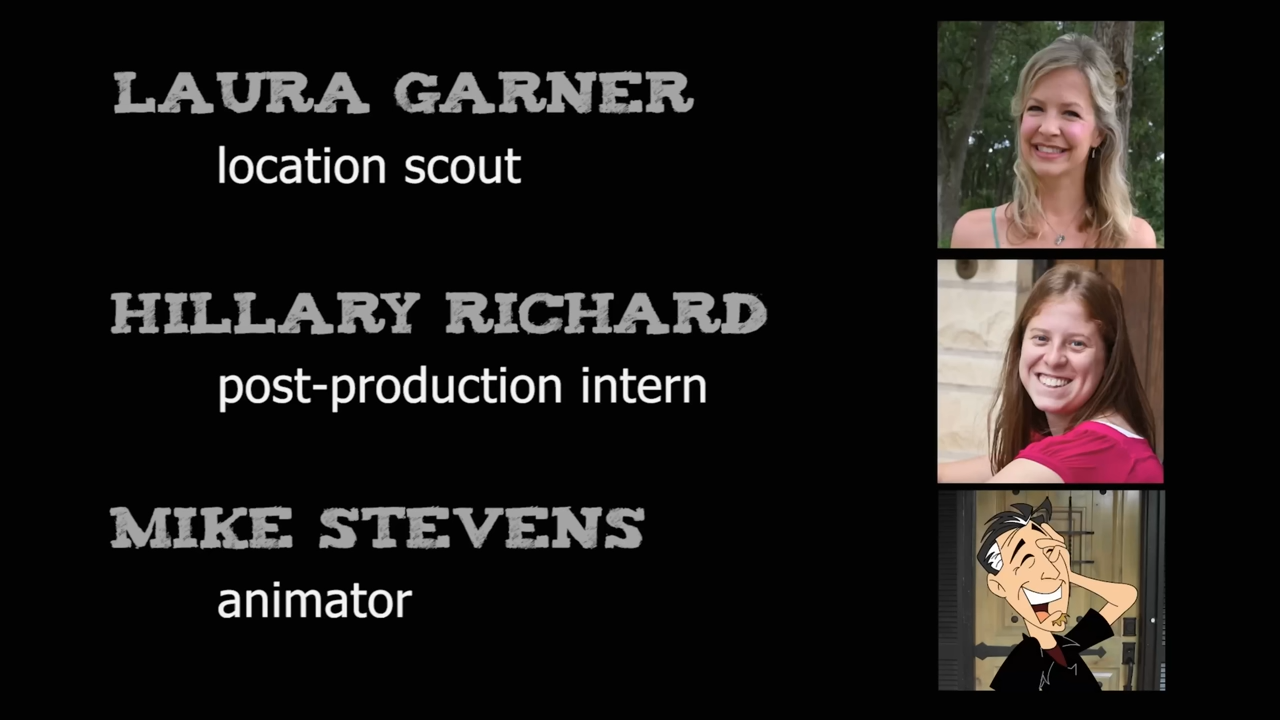 LAURA GARNER
location scout
HILLARY RICHARD
post-production intern
MIKE STEVENS
animator